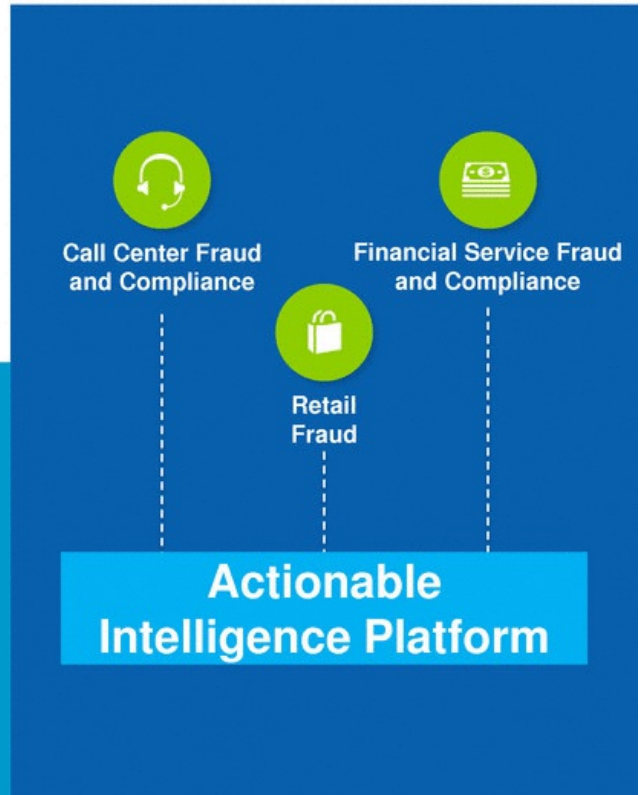 Call Center Fraud
and Compliance
Financial Service Fraud
and Compliance
Retail
Fraud
Actionable
Intelligence Platform